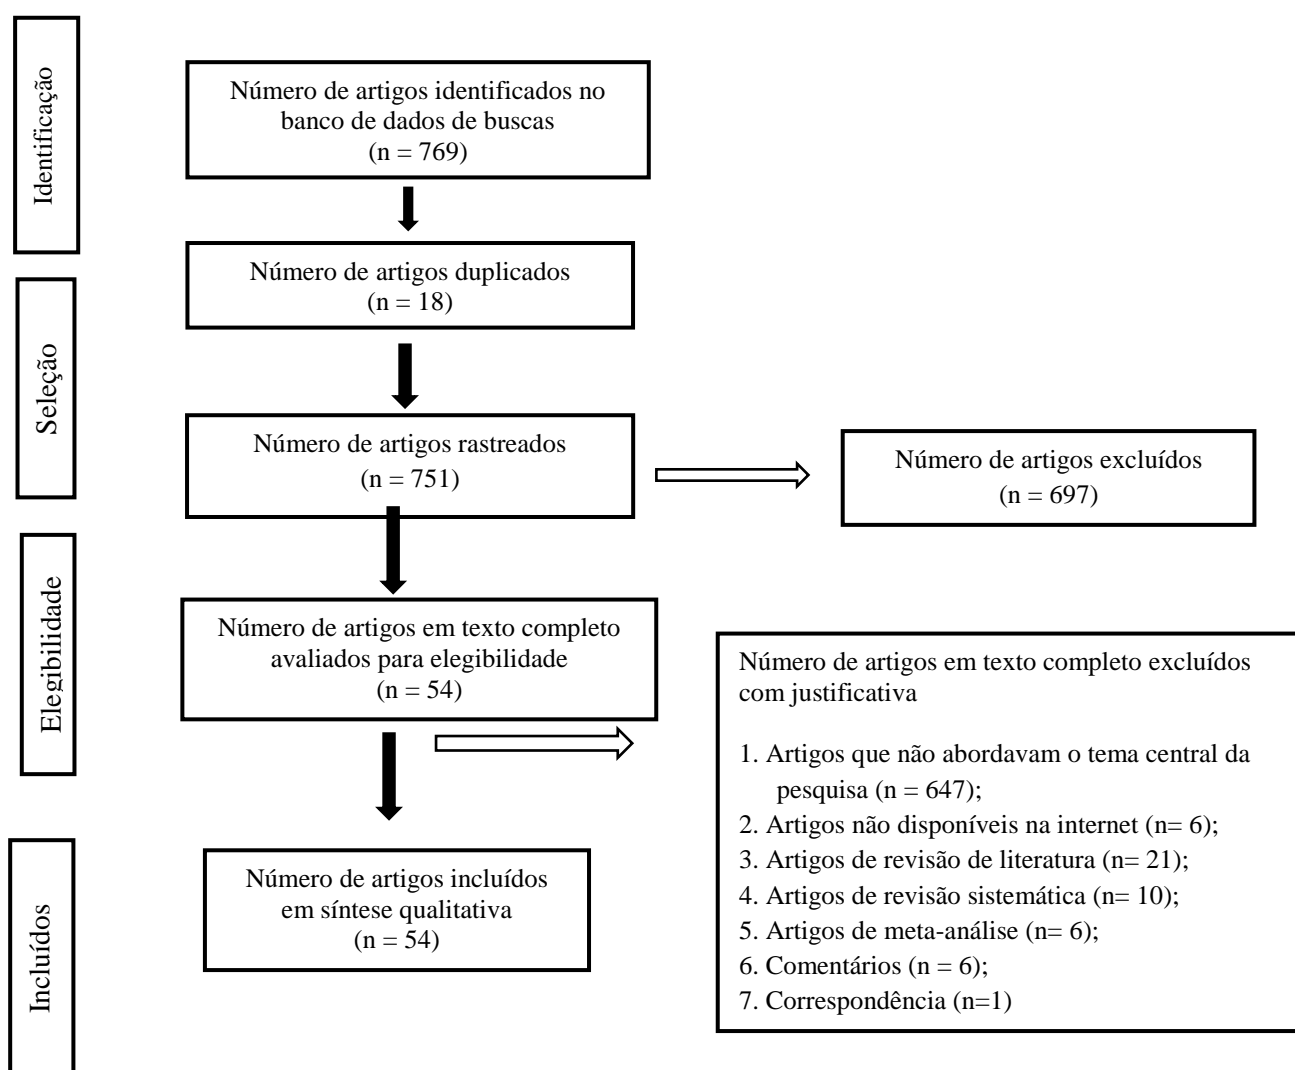 Identificação
Número de artigos identificados no
banco de dados de buscas
(n = 769)
Número de artigos duplicados
(n = 18)
Seleção
Número de artigos rastreados
(n = 751)
Número de artigos excluídos
(n = 697)
Elegibilidade
Número de artigos em texto completo
avaliados para elegibilidade
(n = 54)
Número de artigos em texto completo excluídos
com justificativa
1. Artigos que não abordavam o tema central da
pesquisa (n = 647);
2. Artigos não disponíveis na internet (n= 6);
3. Artigos de revisão de literatura (n= 21);
4. Artigos de revisão sistemática (n= 10);
5. Artigos de meta-análise (n= 6);
6. Comentários (n = 6);
7. Correspondência (n=1)
Incluídos
Número de artigos incluídos
em síntese qualitativa
(n = 54)